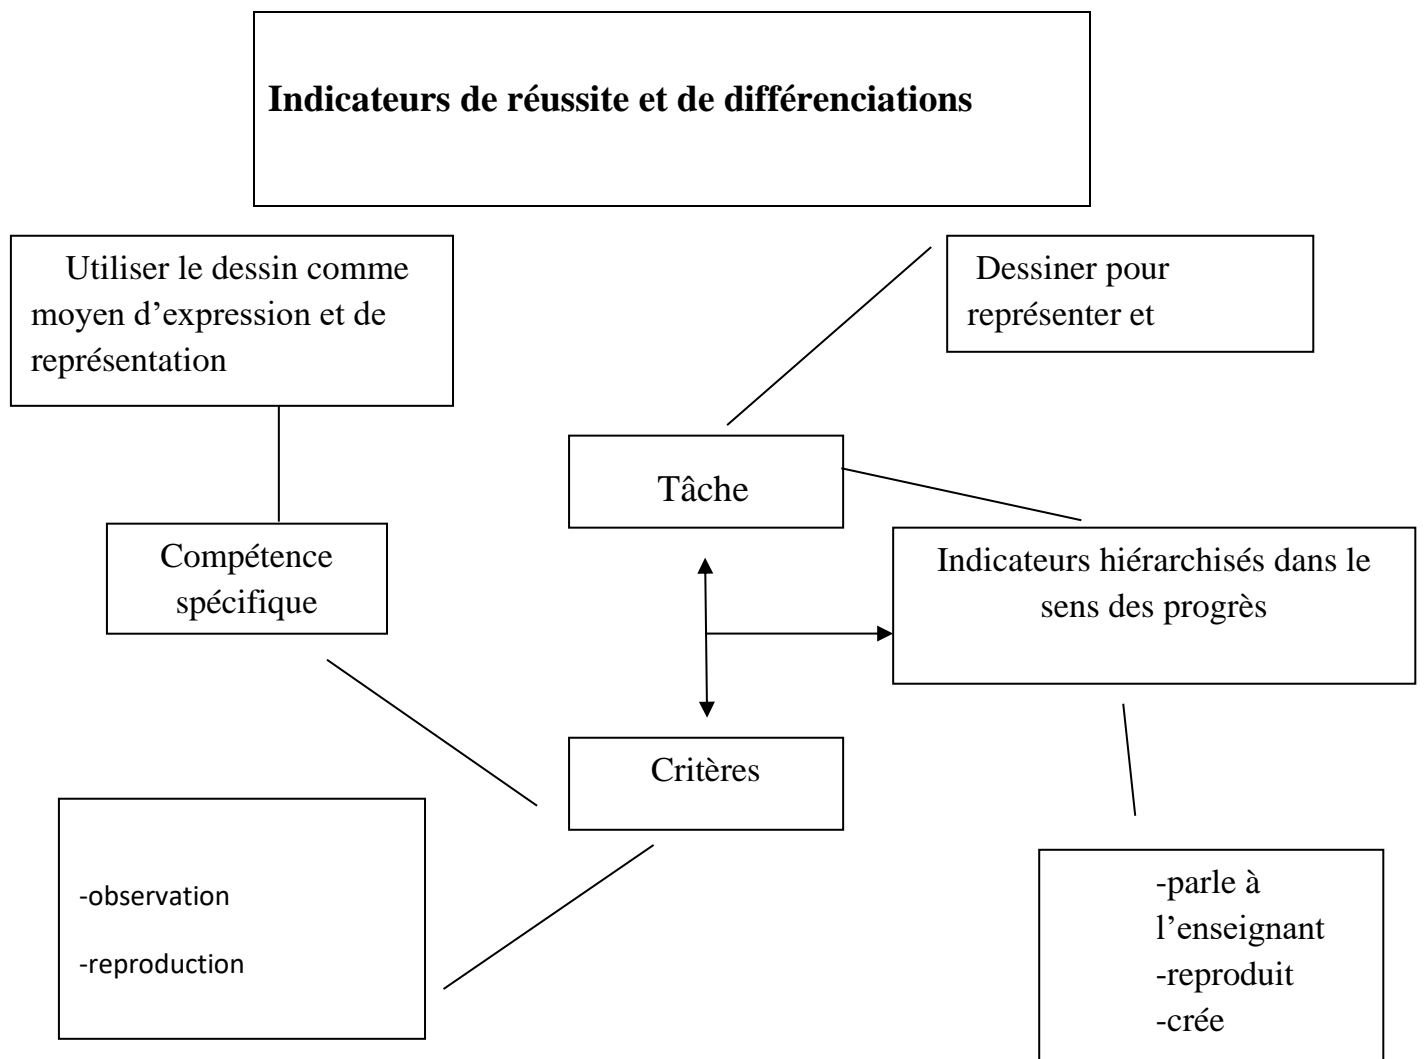 Indicateurs de réussite et de différenciations
Utiliser le dessin comme
moyen d’expression et de
représentation
Dessiner pour
représenter et
Tâche
Compétence
spécifique
Indicateurs hiérarchisés dans le
sens des progrès
Critères
-observation
-reproduction
-parle à
l’enseignant
-reproduit
-crée